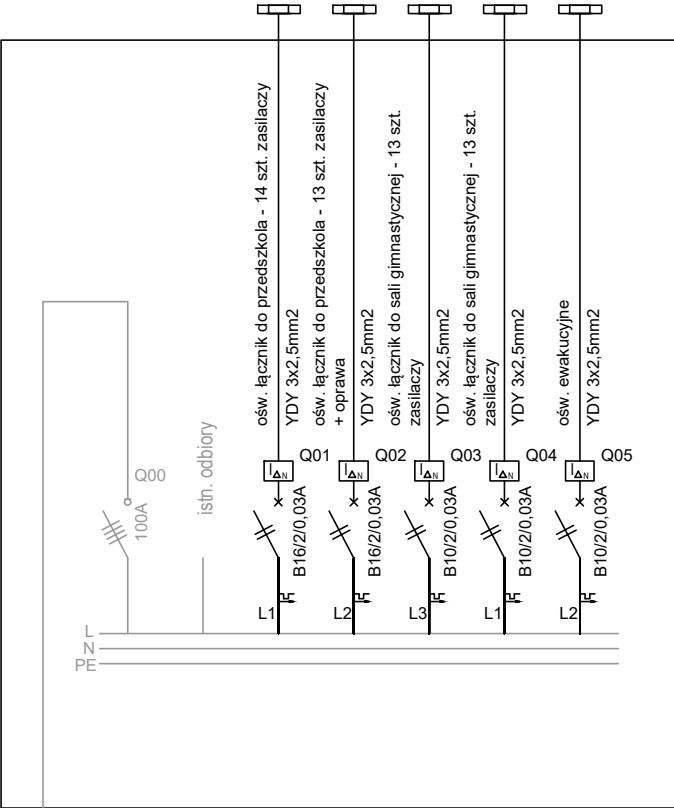 ośw. łącznik do przedszkola - 14 szt. zasilaczy
YDY 3x2,5mm2
ośw. łącznik do przedszkola - 13 szt. zasilaczy
+ oprawa
YDY 3x2,5mm2
ośw. łącznik do sali gimnastycznej - 13 szt.
zasilaczy
YDY 3x2,5mm2
ośw. łącznik do sali gimnastycznej - 13 szt.
zasilaczy
YDY 3x2,5mm2
ośw. ewakucyjne
YDY 3x2,5mm2
Q00
100A
istn. odbiory
I∆N
Q01
B16/2/0,03A
L1
I∆N
Q02
B16/2/0,03A
L2
I∆N
Q03
B10/2/0,03A
L3
I∆N
Q04
B10/2/0,03A
L1
I∆N
Q05
B10/2/0,03A
L2
L
N
PE